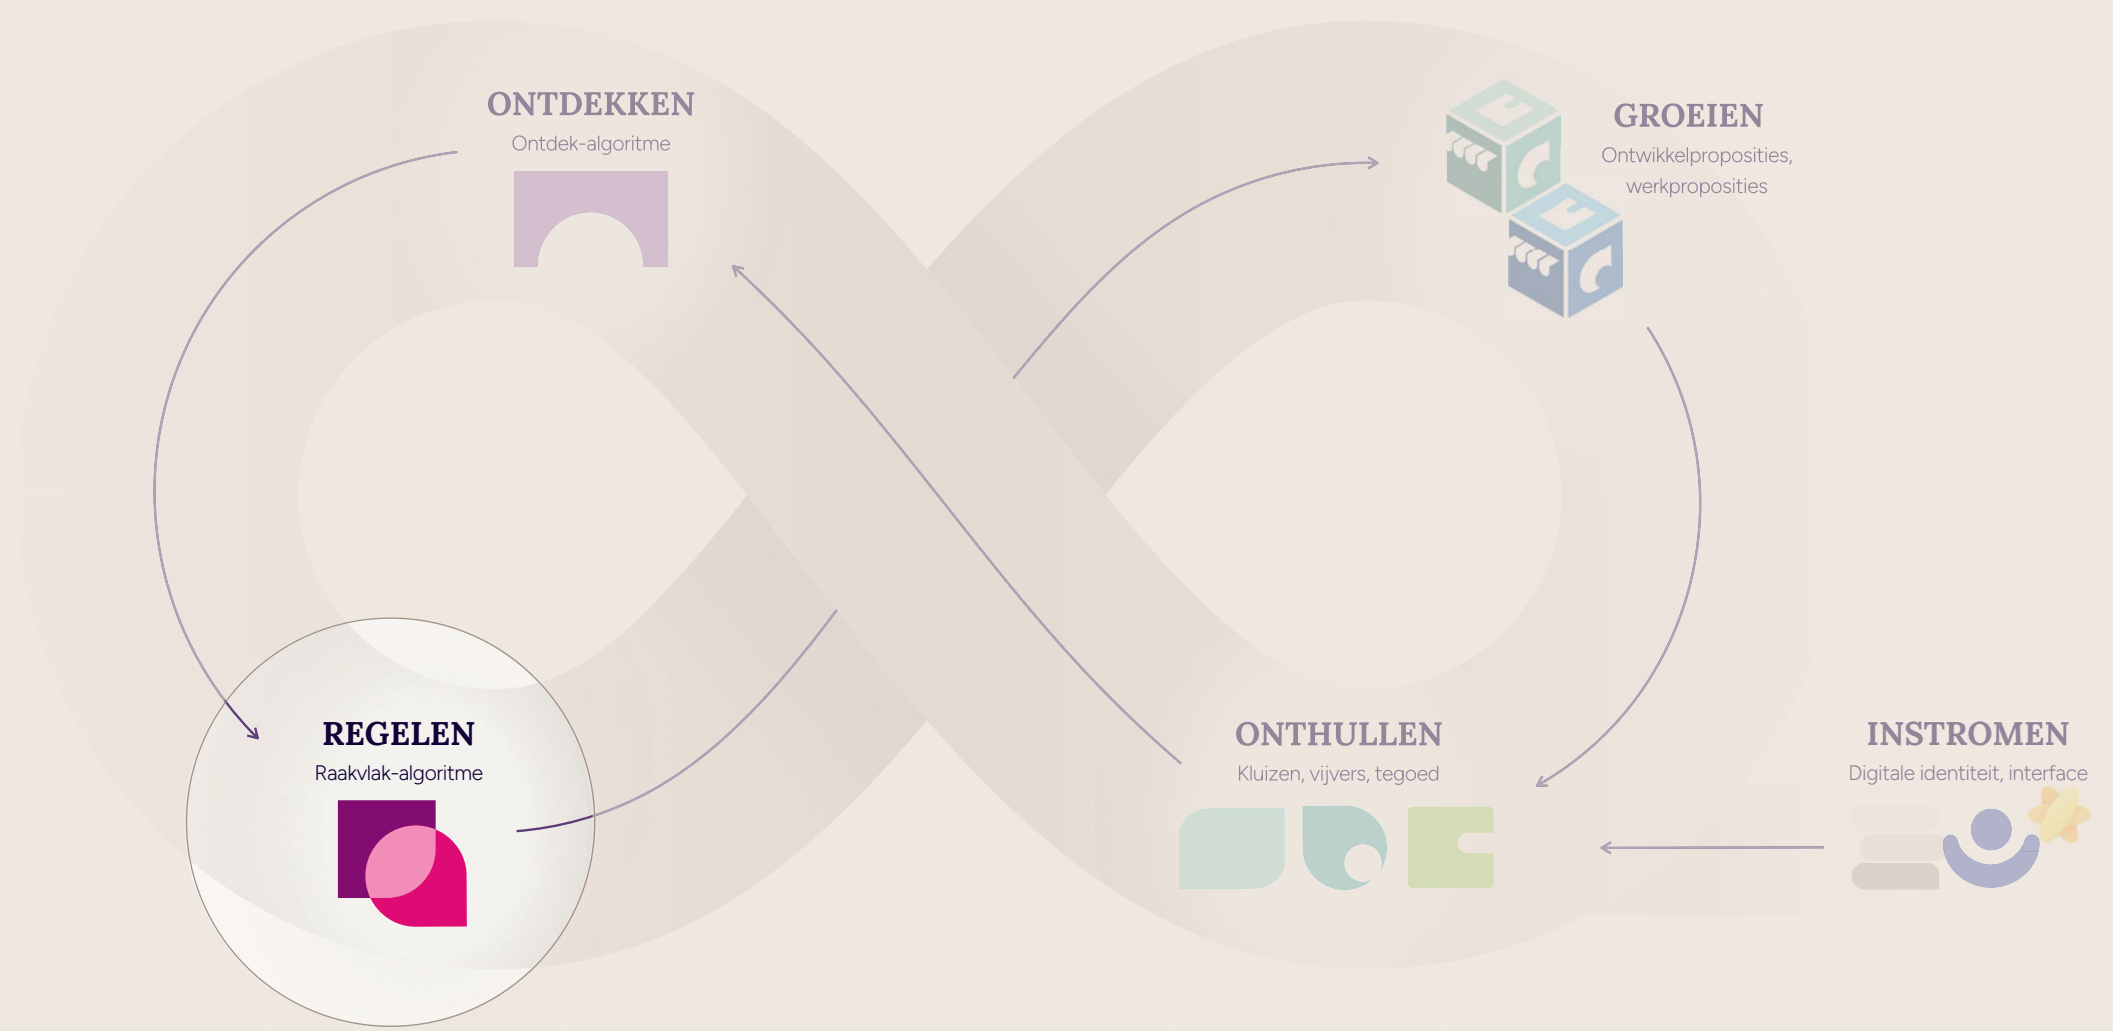 ONTDEKKEN
Ontdek-algoritme
GROEIEN
Ontwikkelproposities,
werkproposities
REGELEN
Raakvlak-algoritme
ONTHULLEN
Kluizen, vijvers, tegoed
INSTROMEN
Digitale identiteit, interface